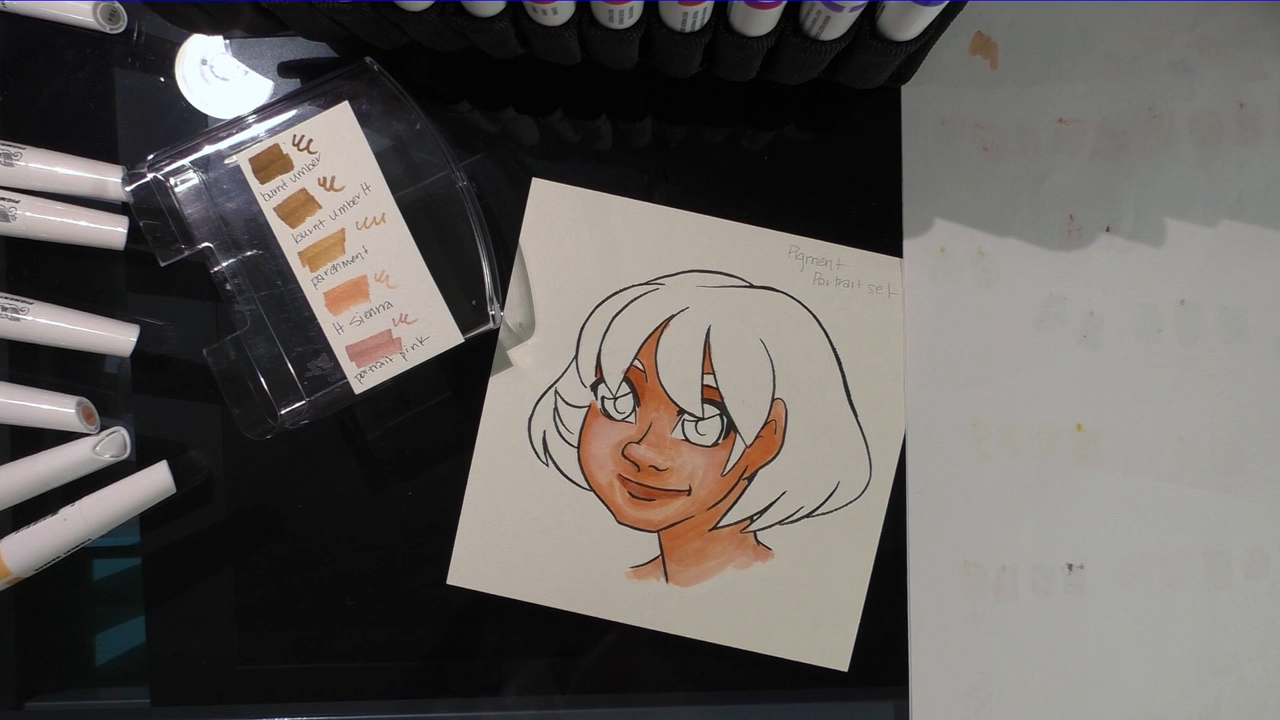 burnt umber
burnt umber lt
parchment
lt sienna
portrait pink
Pigment
Portrait set